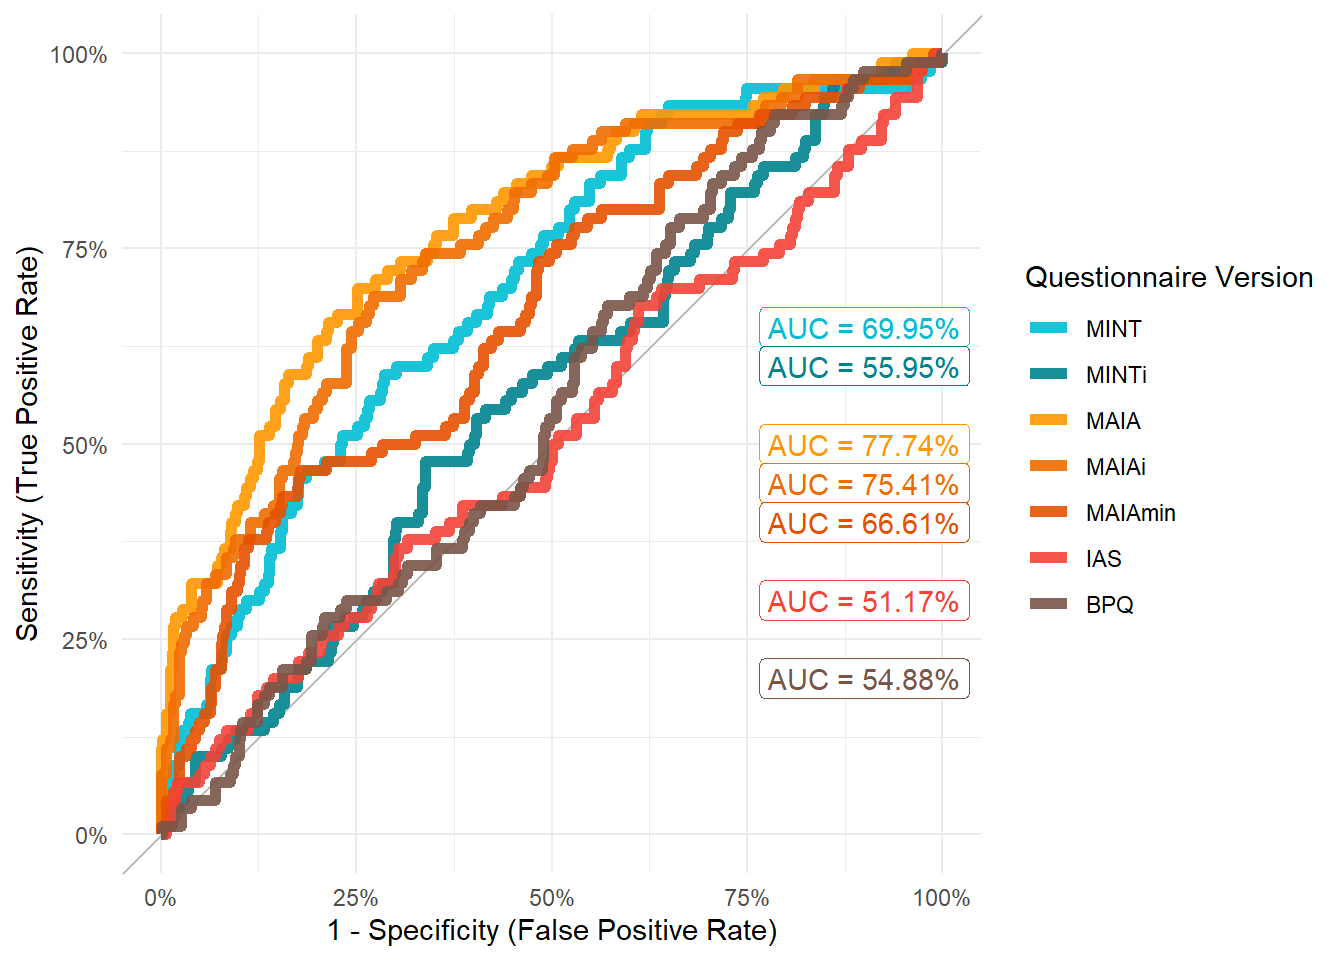 100%
75%
50%
25%
0%
0%
25%
50%
75%
100%
Sensitivity (True Positive Rate)
1 - Specificity (False Positive Rate)
AUC = 69.95%
AUC = 55.95%
AUC = 77.74%
AUC = 75.41%
AUC = 66.61%
AUC = 51.17%
AUC = 54.88%
Questionnaire Version
MINT
MINTi
MAIA
MAIAi
MAIAmin
IAS
BPQ